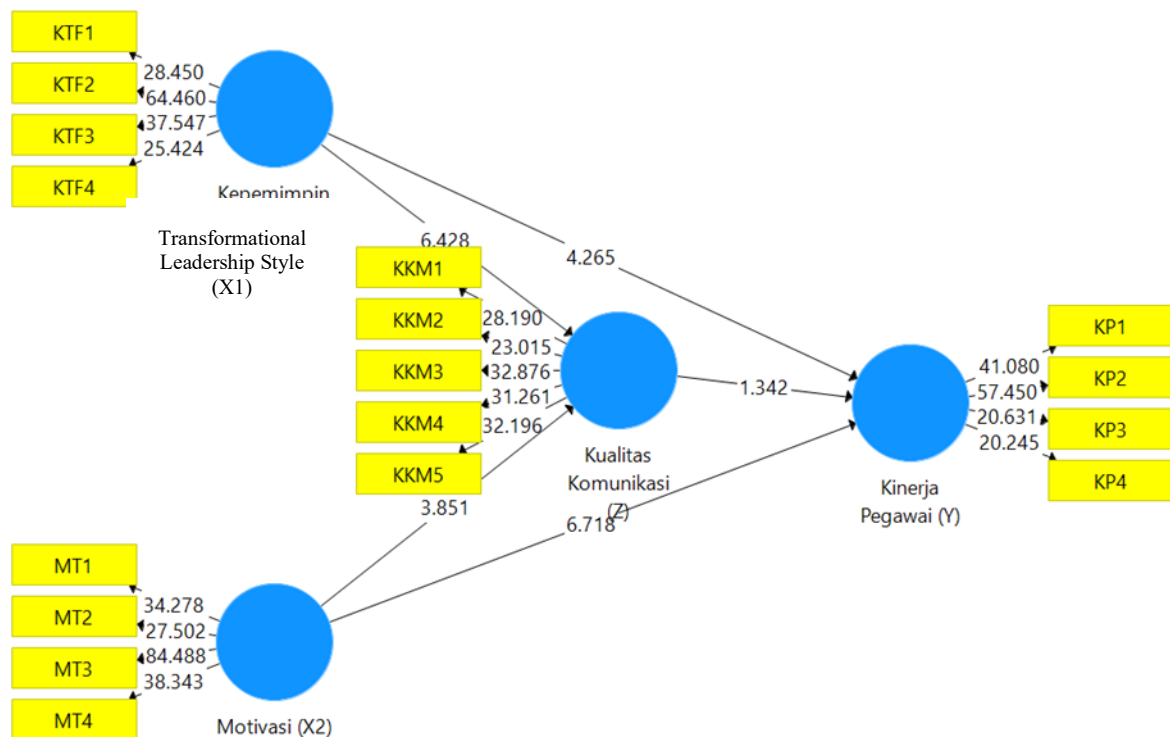 KTF1
KTF2
KTF3
KTF4
28.450
64.460
37.547
25.424
Kepemimpin
Transformational
Leadership Style
(X1)
6.428
4.265
KKM1
KKM2
KKM3
KKM4
KKM5
28.190
23.015
32.876
31.261
32.196
Kualitas
Komunikasi
(Z)
1.342
3.851
6.718
KP1
KP2
KP3
KP4
41.080
57.450
20.631
20.245
Kinerja
Pegawai (Y)
MT1
MT2
MT3
MT4
34.278
27.502
84.488
38.343
Motivasi (X2)